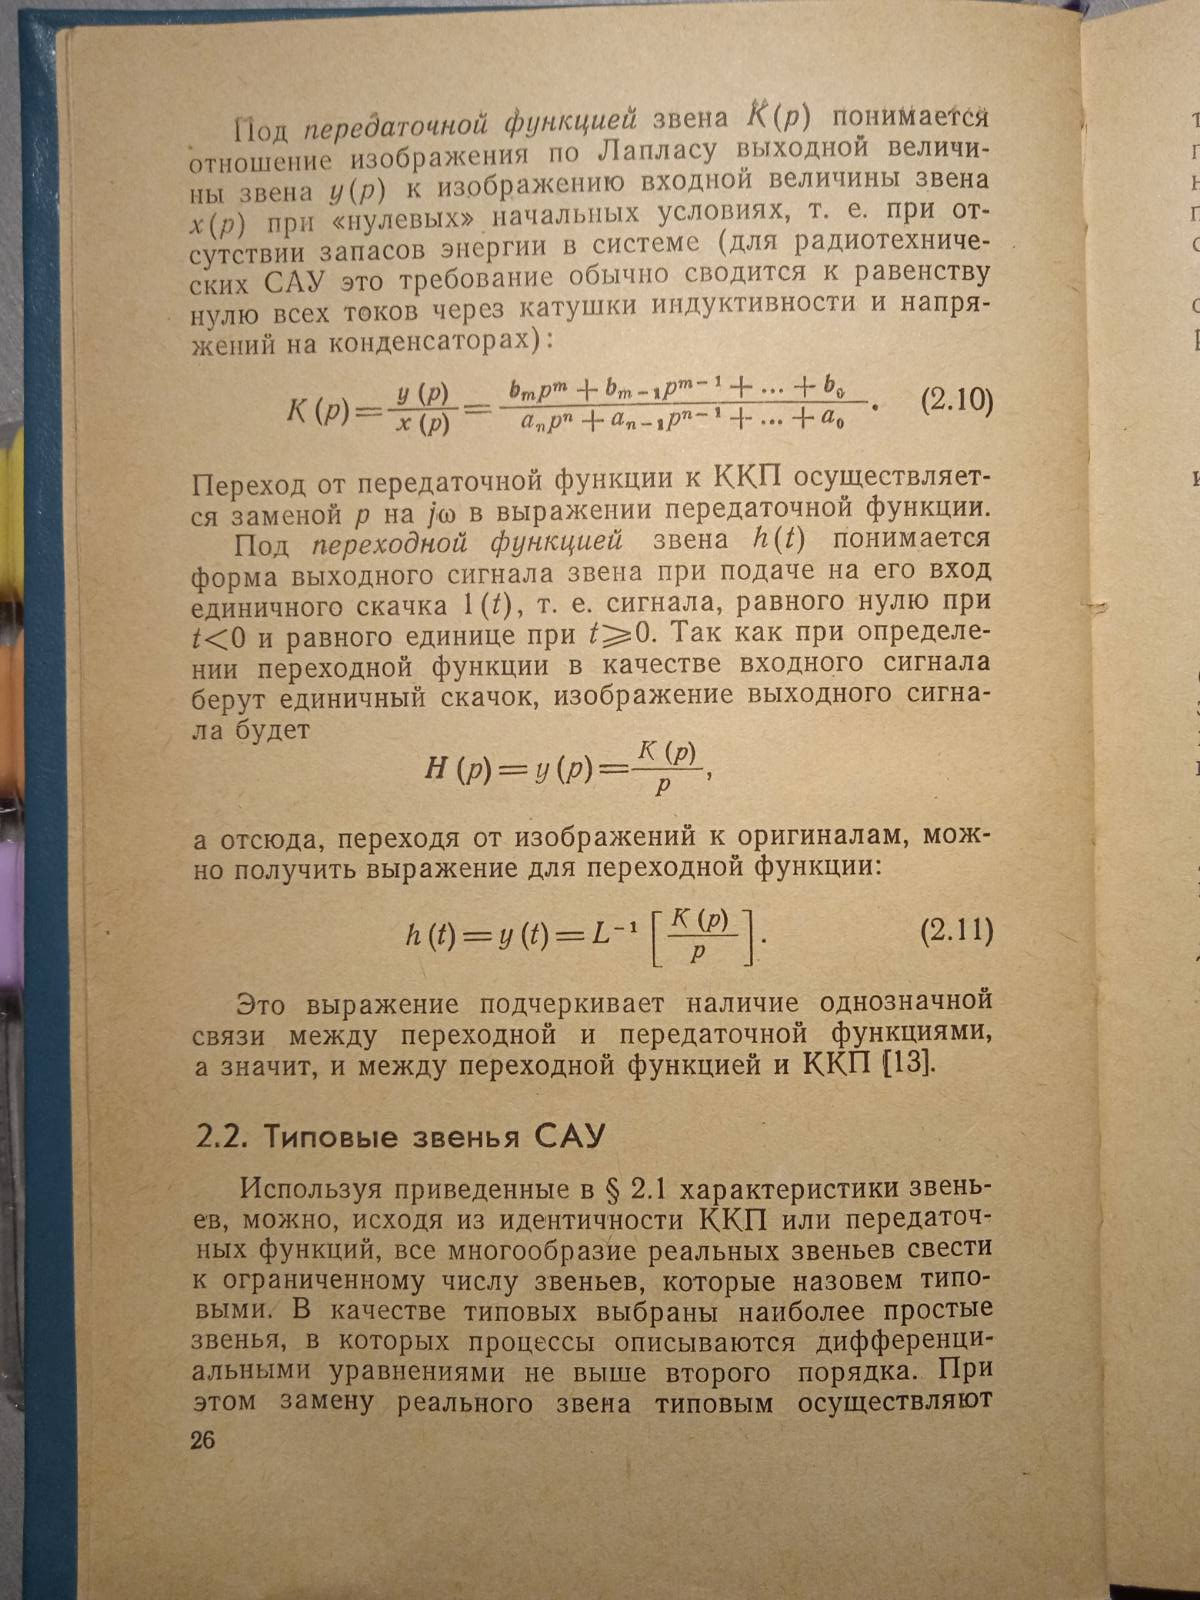 Под передаточной функцией звена K(p) понимается
отношение изображения по Лапласу выходной величи-
ны звена y(p) к изображению входной величины звена
x(p) при «нулевых» начальных условиях, т. е. при от-
сутствии запасов энергии в системе (для радиотехниче-
ских САУ это требование обычно сводится к равенству
нулю всех токов через катушки индуктивности и напря-
жений на конденсаторах):
K(p) = y(p)/x(p) = (bₘpᵐ + bₘ₋₁pᵐ⁻¹ + ... + b₀)/(aₙpⁿ + aₙ₋₁pⁿ⁻¹ + ... + a₀). (2.10)
Переход от передаточной функции к ККП осуществляет-
ся заменой p на jω в выражении передаточной функции.
Под переходной функцией звена h(t) понимается
форма выходного сигнала звена при подаче на его вход
единичного скачка 1(t), т. е. сигнала, равного нулю при
t<0 и равного единице при t⩾0. Так как при определе-
нии переходной функции в качестве входного сигнала
берут единичный скачок, изображение выходного сигна-
ла будет
H(p) = y(p) = K(p)/p,
а отсюда, переходя от изображений к оригиналам, мож-
но получить выражение для переходной функции:
h(t) = y(t) = L⁻¹ [K(p)/p]. (2.11)
Это выражение подчеркивает наличие однозначной
связи между переходной и передаточной функциями,
а значит, и между переходной функцией и ККП [13].
2.2. Типовые звенья САУ
Используя приведенные в § 2.1 характеристики звень-
ев, можно, исходя из идентичности ККП или передаточ-
ных функций, все многообразие реальных звеньев свести
к ограниченному числу звеньев, которые назовем типо-
выми. В качестве типовых выбраны наиболее простые
звенья, в которых процессы описываются дифференци-
альными уравнениями не выше второго порядка. При
этом замену реального звена типовым осуществляют
26